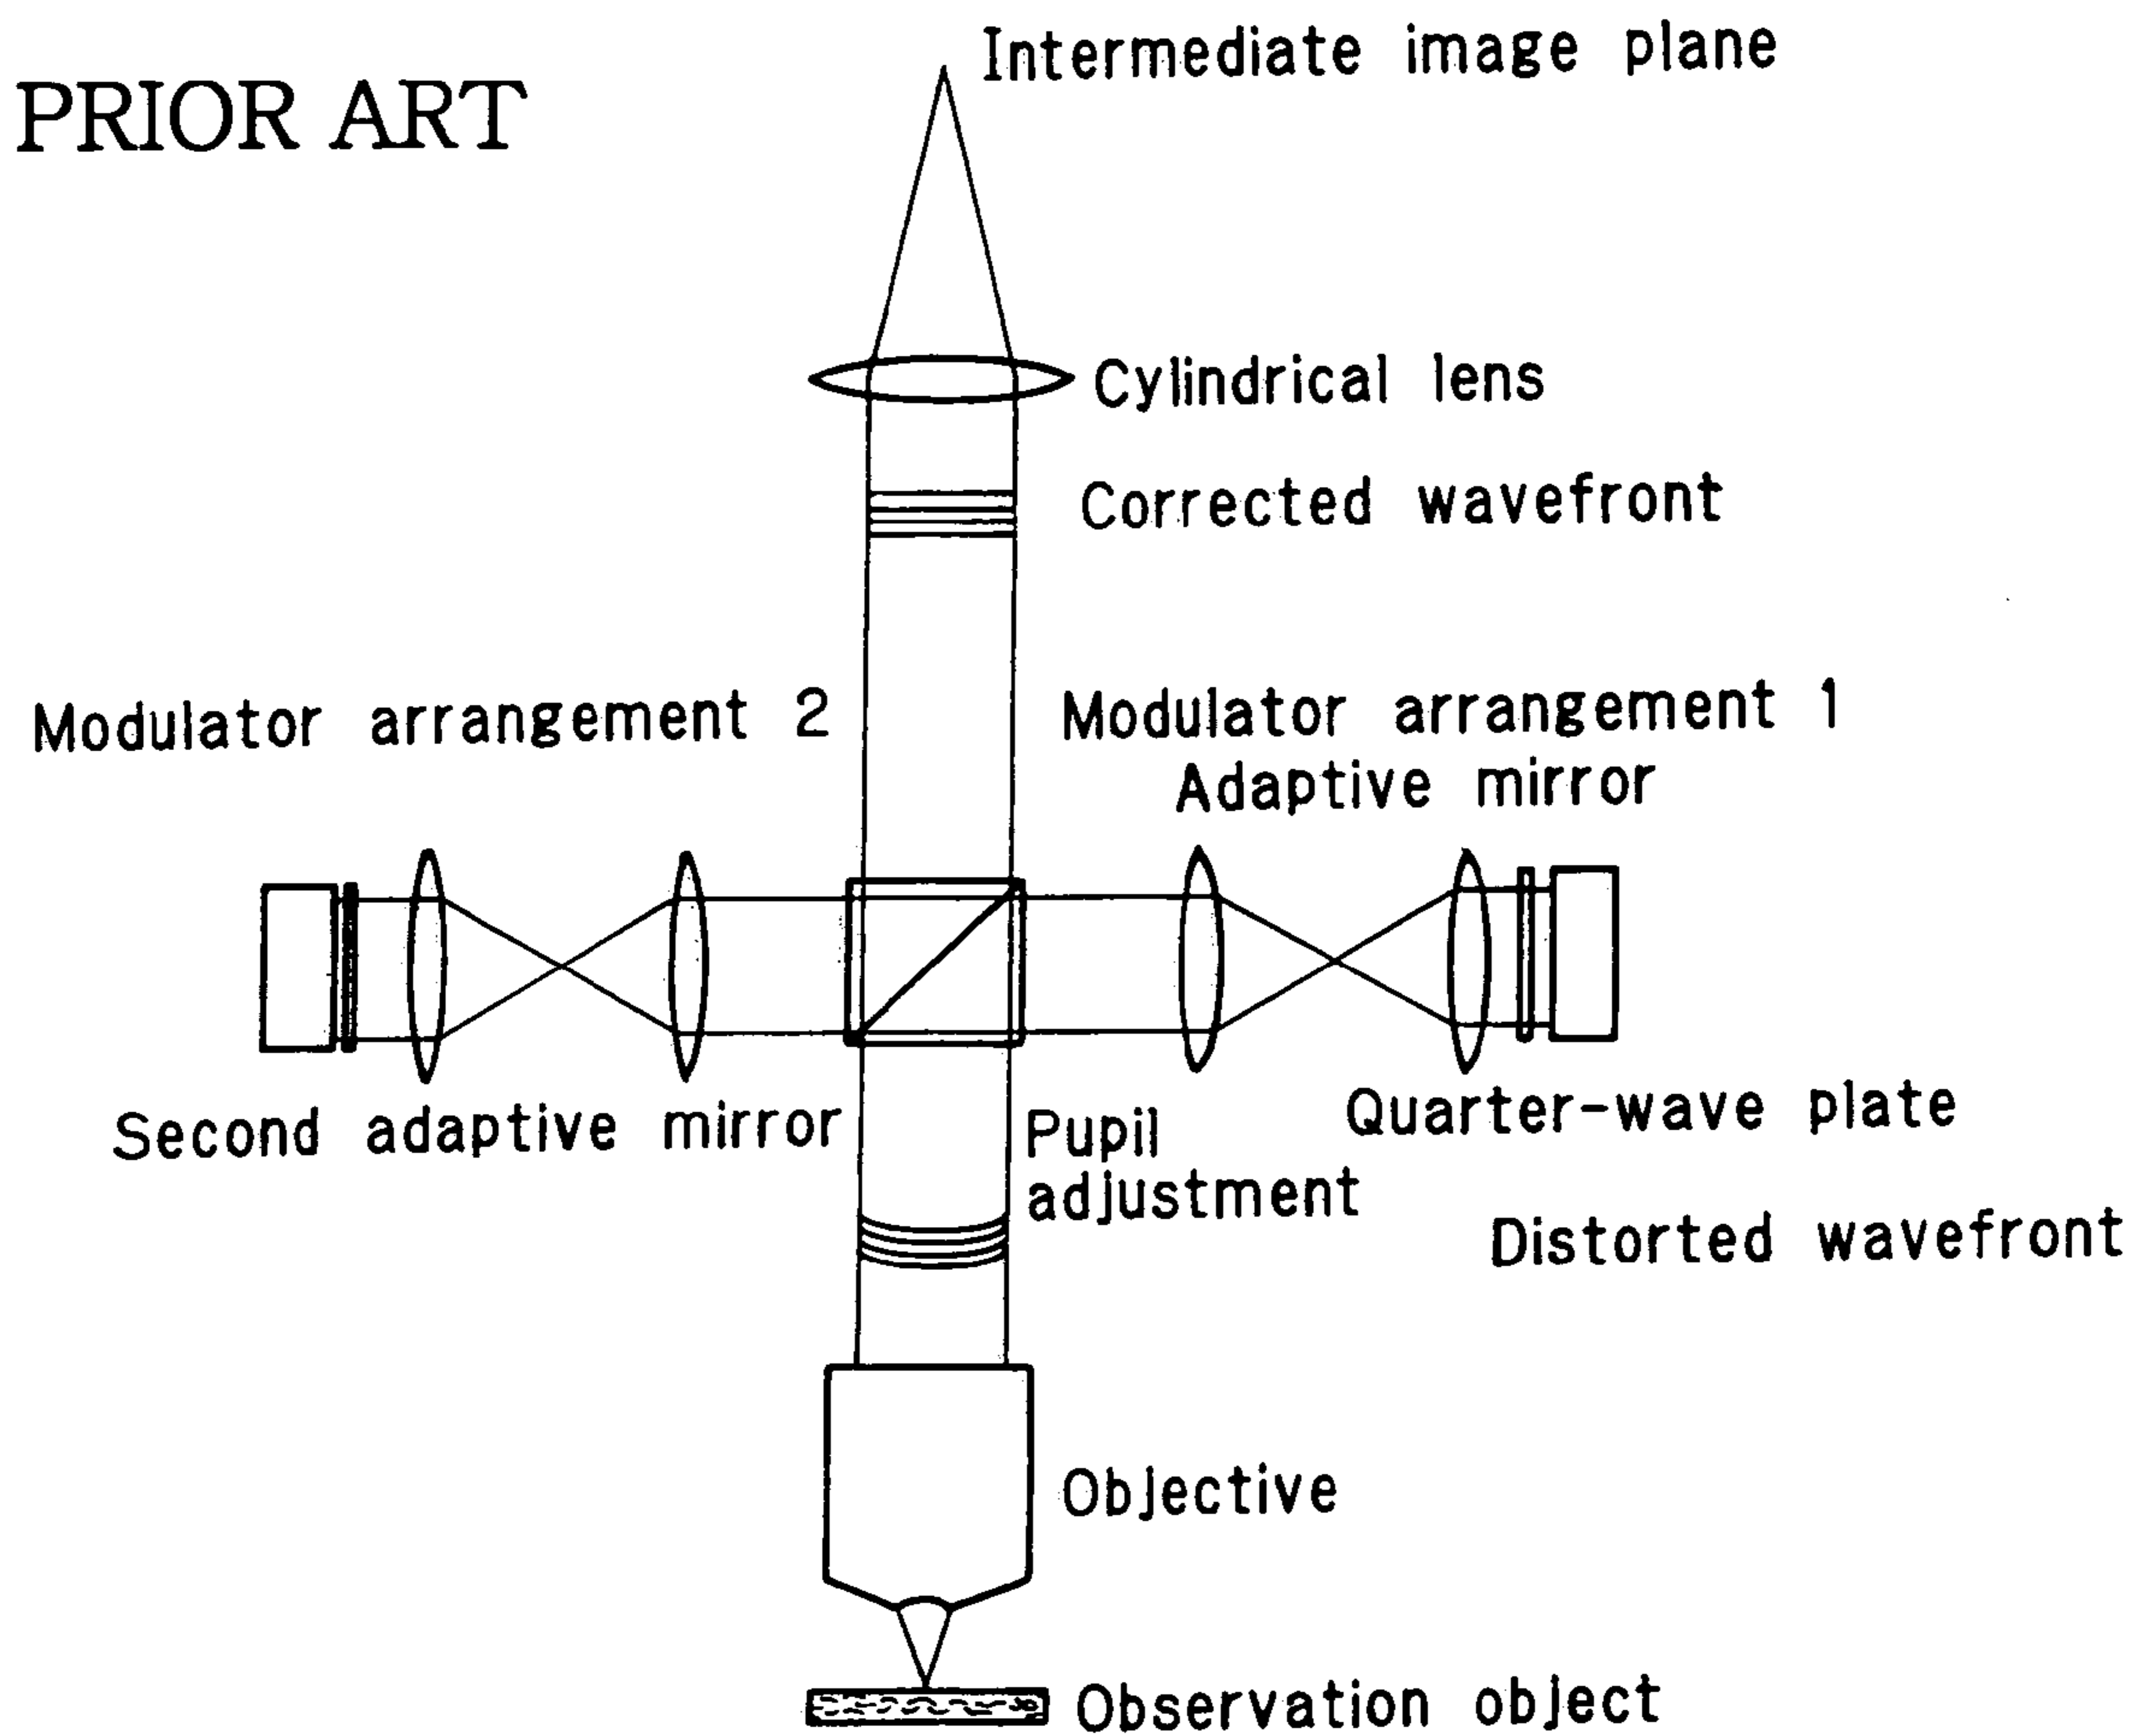 Intermediate image plane
PRIOR ART
Cylindrical lens
Corrected wavefront
Modulator arrangement 2
Modulator arrangement 1
Adaptive mirror
Second adaptive mirror
Pupil
adjustment
Quarter-wave plate
Distorted wavefront
Objective
Observation object